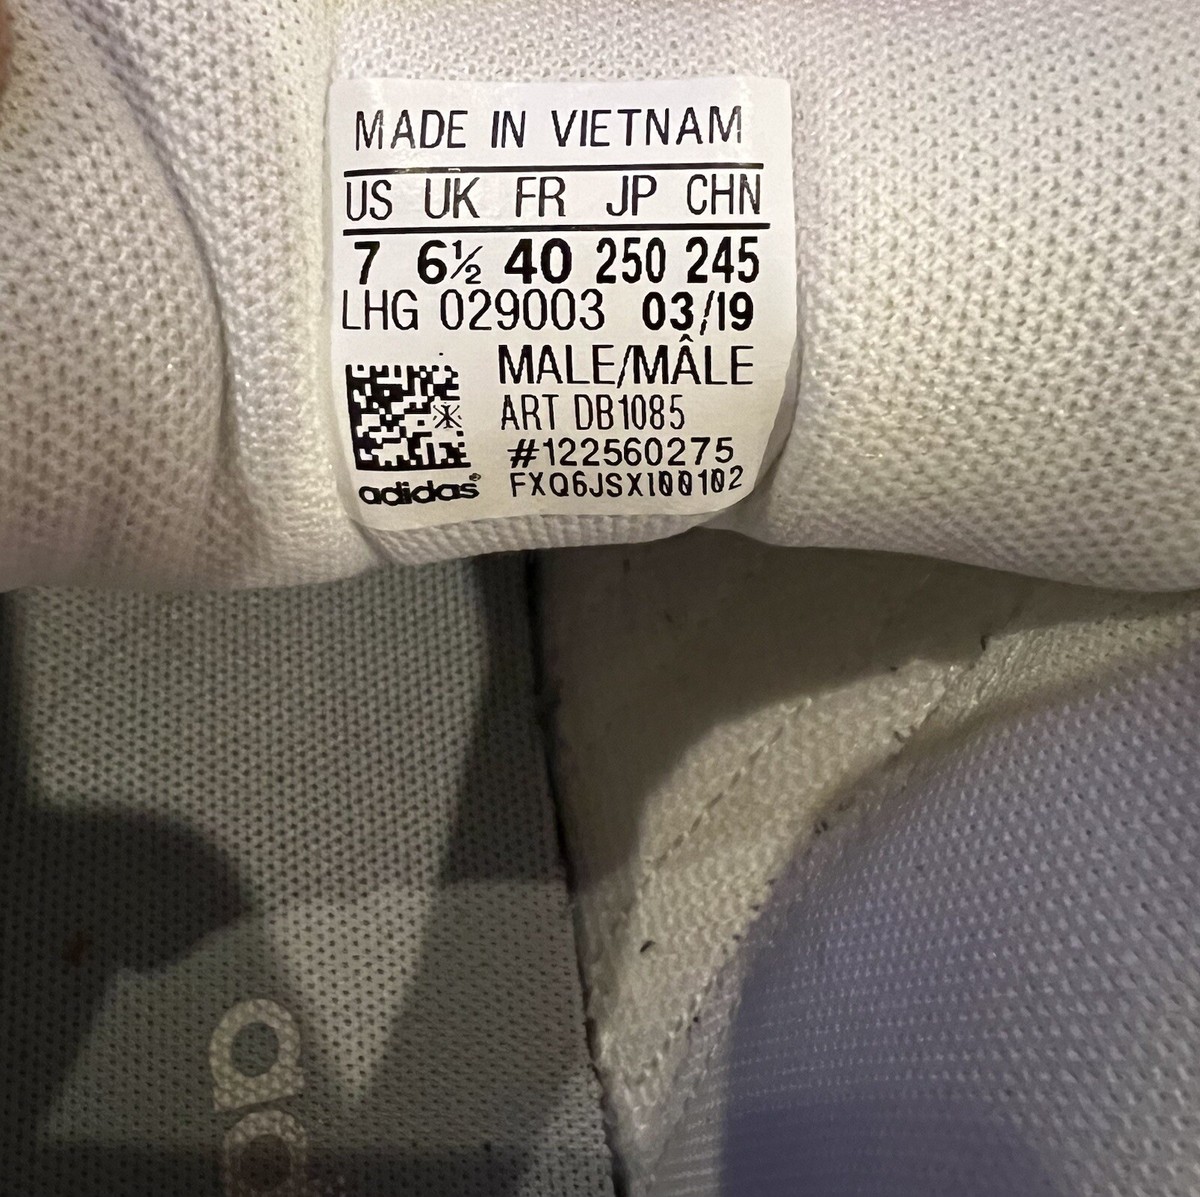 MADE IN VIETNAM
US UK FR JP CHN
7 6½ 40 250 245
LHG 029003 03/19
MALE/MÂLE
ART DB1085
#122560275
adidas® FXQ6JSX100102